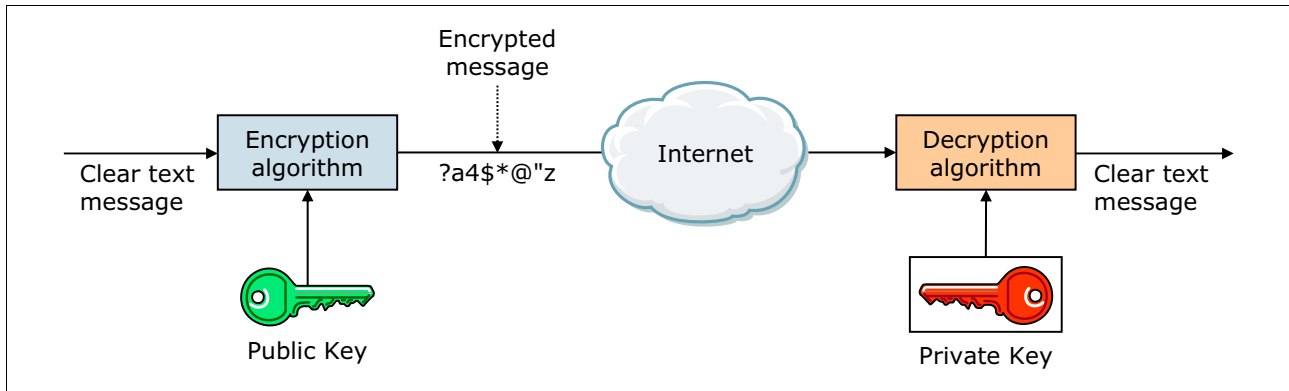 Encrypted
message
Encryption
algorithm
Internet
Decryption
algorithm
Clear text
message
?a4$*@"z
Clear text
message
Public Key
Private Key